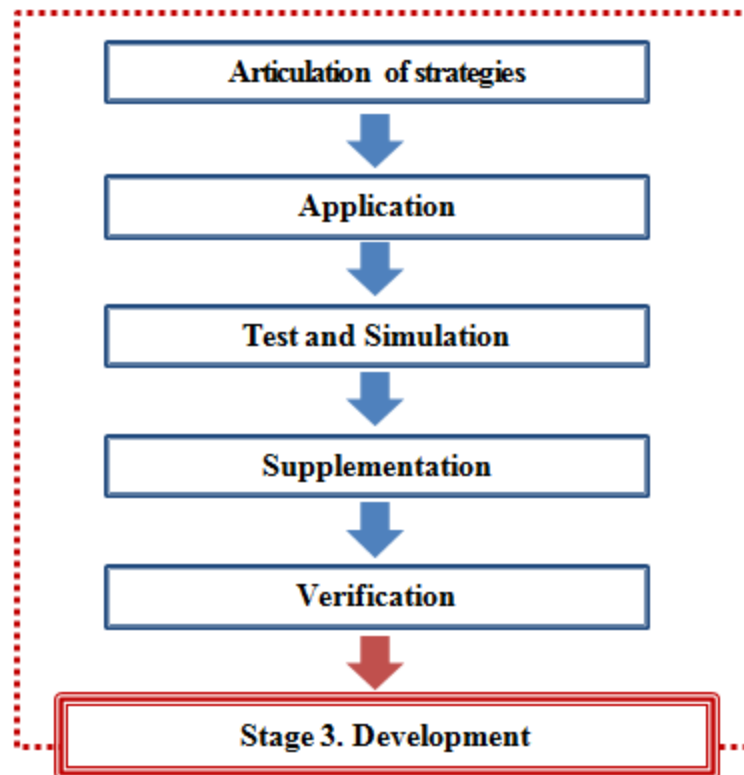 Articulation of strategies
Application
Test and Simulation
Supplementation
Verification
Stage 3. Development